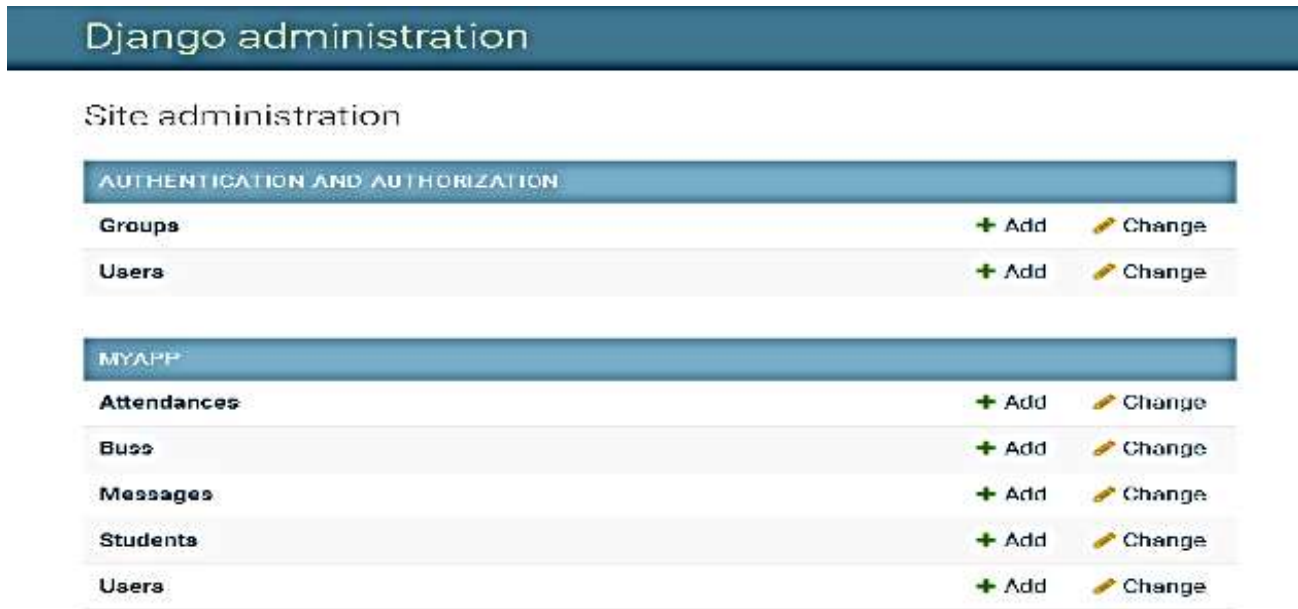 Django administration
Site administration
AUTHENTICATION AND AUTHORIZATION
Groups + Add Change
Users + Add Change
MYAPP
Attendances + Add Change
Buss + Add Change
Messages + Add Change
Students + Add Change
Users + Add Change